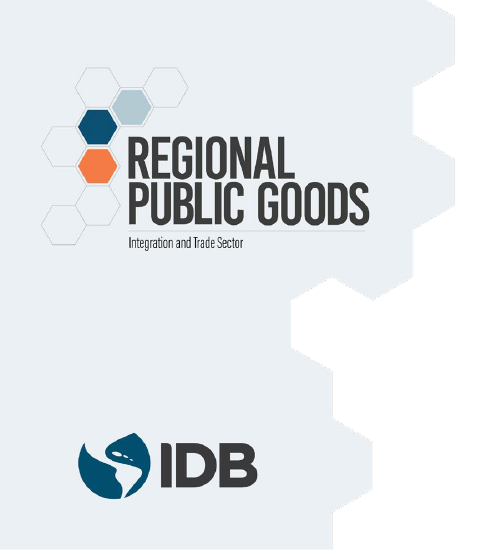 REGIONAL
PUBLIC GOODS
Integration and Trade Sector
IDB